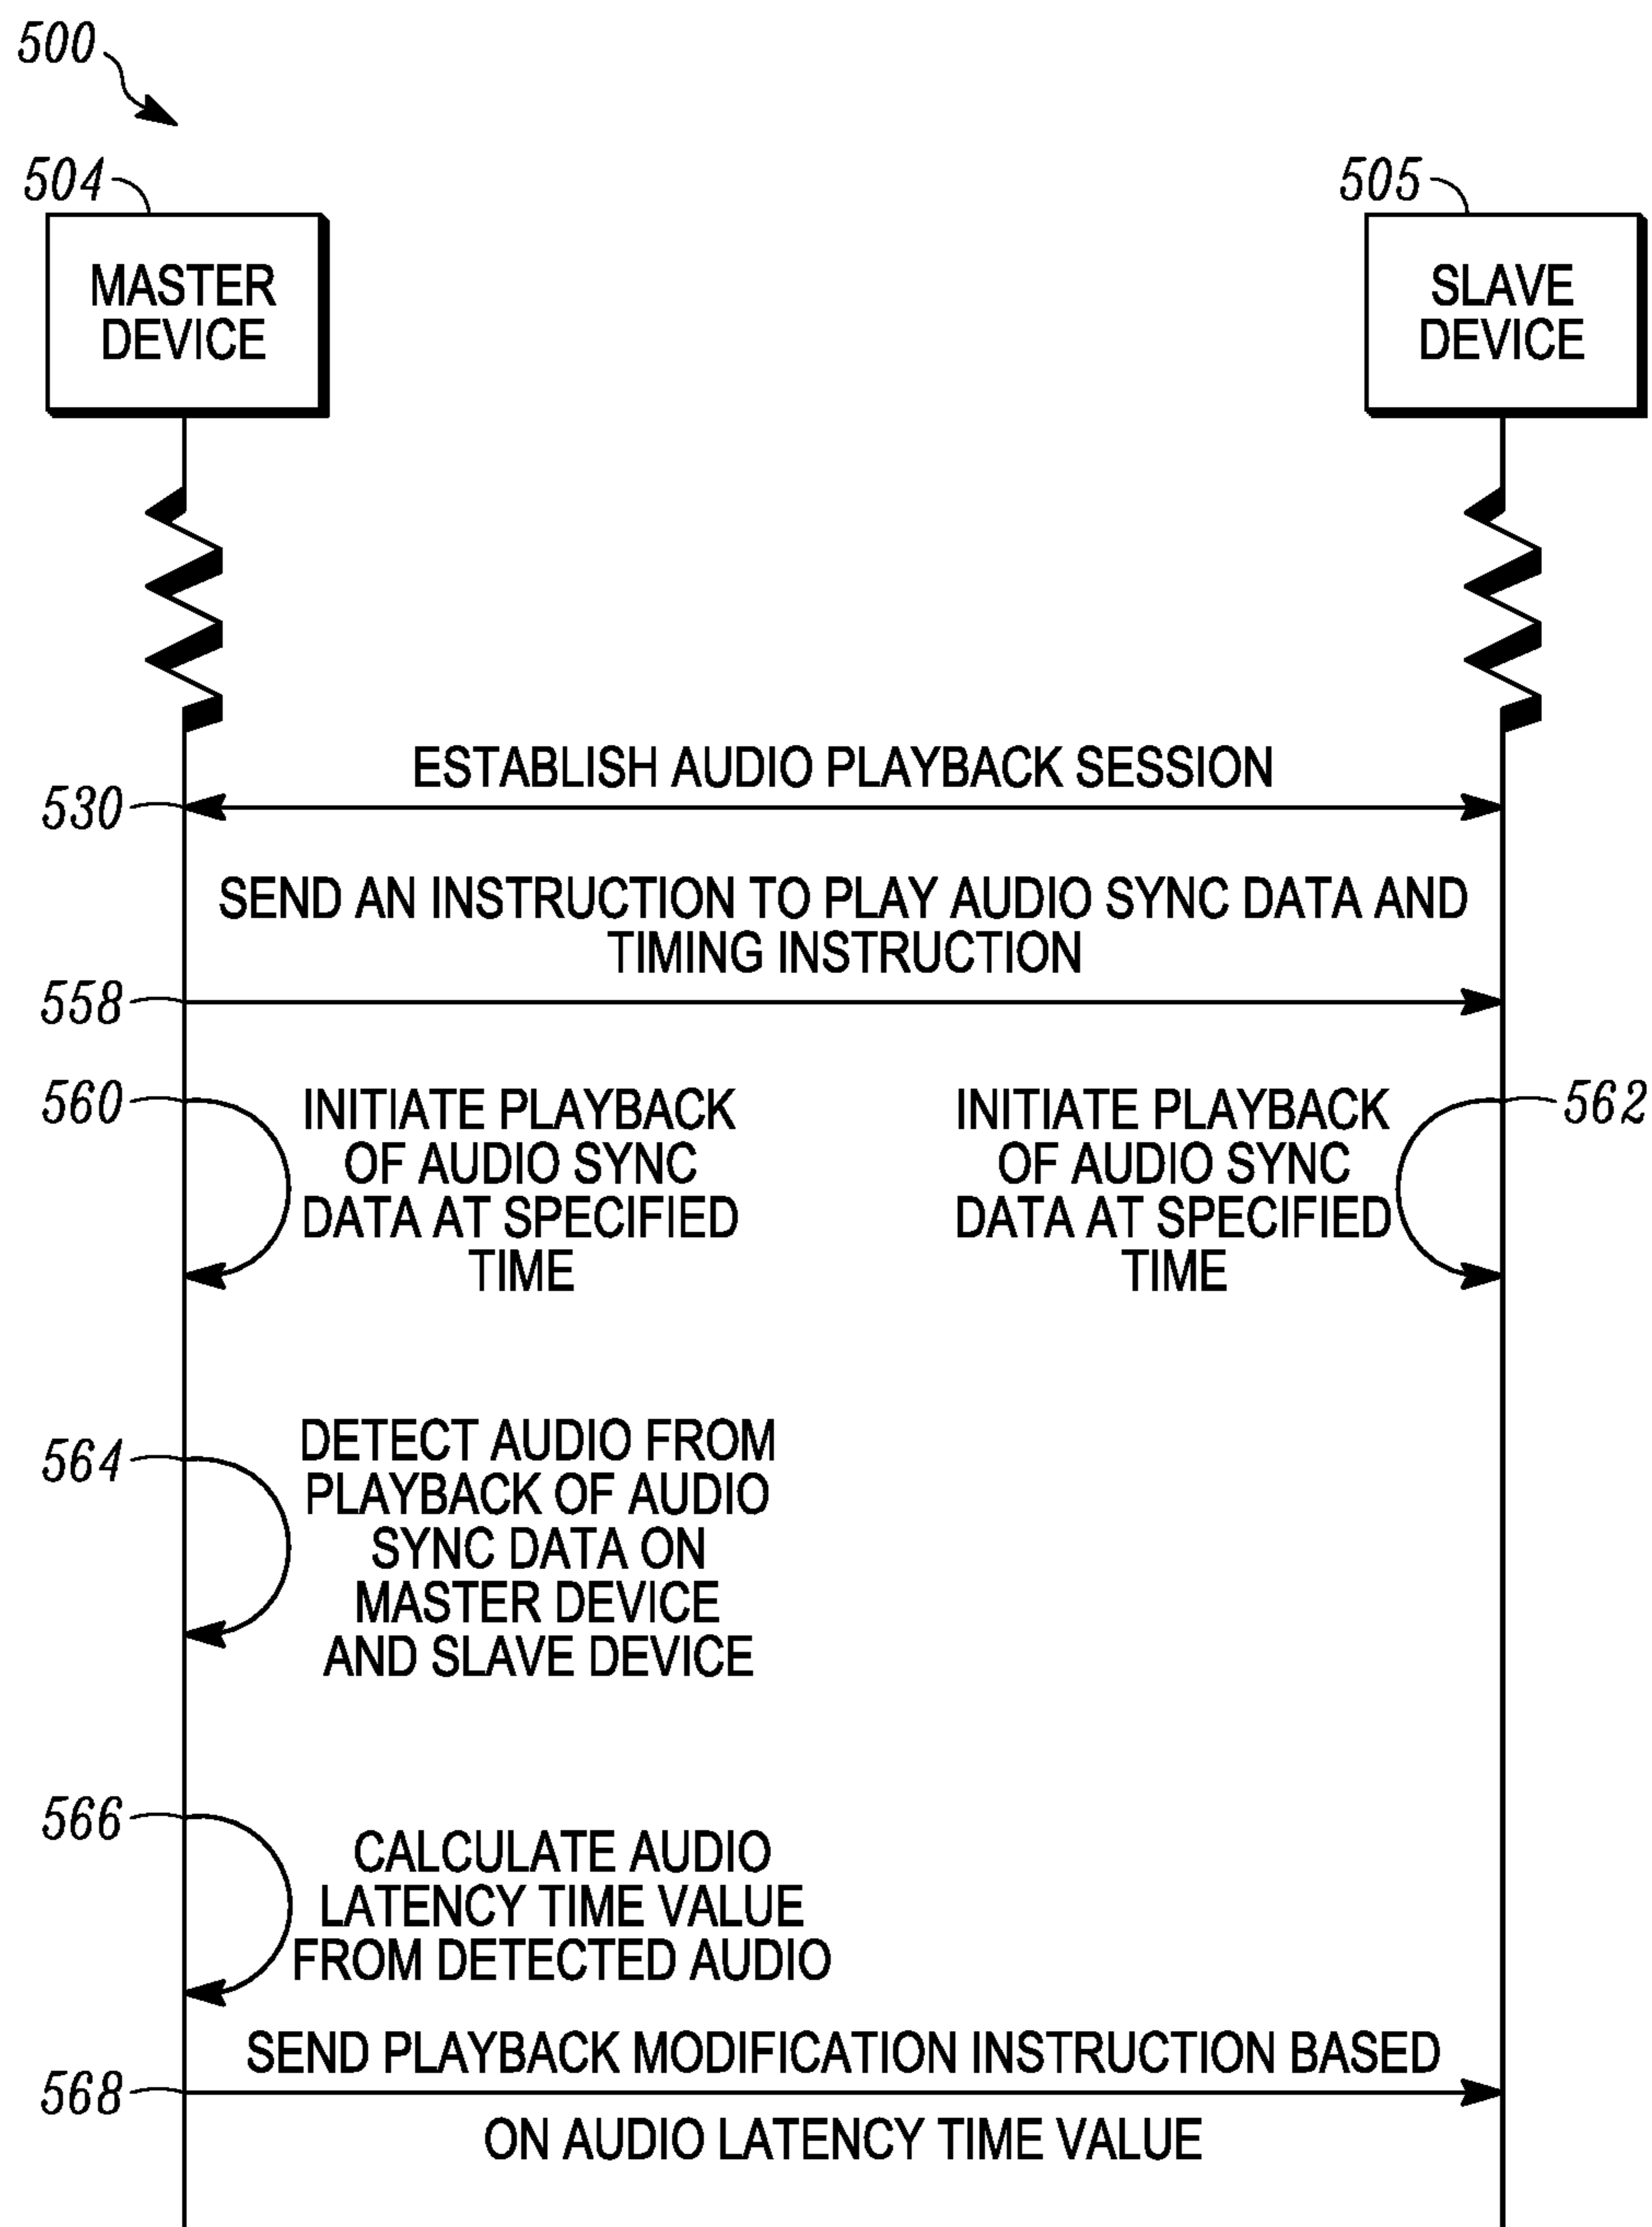 500
504
505
MASTER
DEVICE
SLAVE
DEVICE
ESTABLISH AUDIO PLAYBACK SESSION
530
SEND AN INSTRUCTION TO PLAY AUDIO SYNC DATA AND
TIMING INSTRUCTION
558
560
INITIATE PLAYBACK
OF AUDIO SYNC
DATA AT SPECIFIED
TIME
INITIATE PLAYBACK
OF AUDIO SYNC
DATA AT SPECIFIED
TIME
562
564
DETECT AUDIO FROM
PLAYBACK OF AUDIO
SYNC DATA ON
MASTER DEVICE
AND SLAVE DEVICE
566
CALCULATE AUDIO
LATENCY TIME VALUE
FROM DETECTED AUDIO
SEND PLAYBACK MODIFICATION INSTRUCTION BASED
568
ON AUDIO LATENCY TIME VALUE